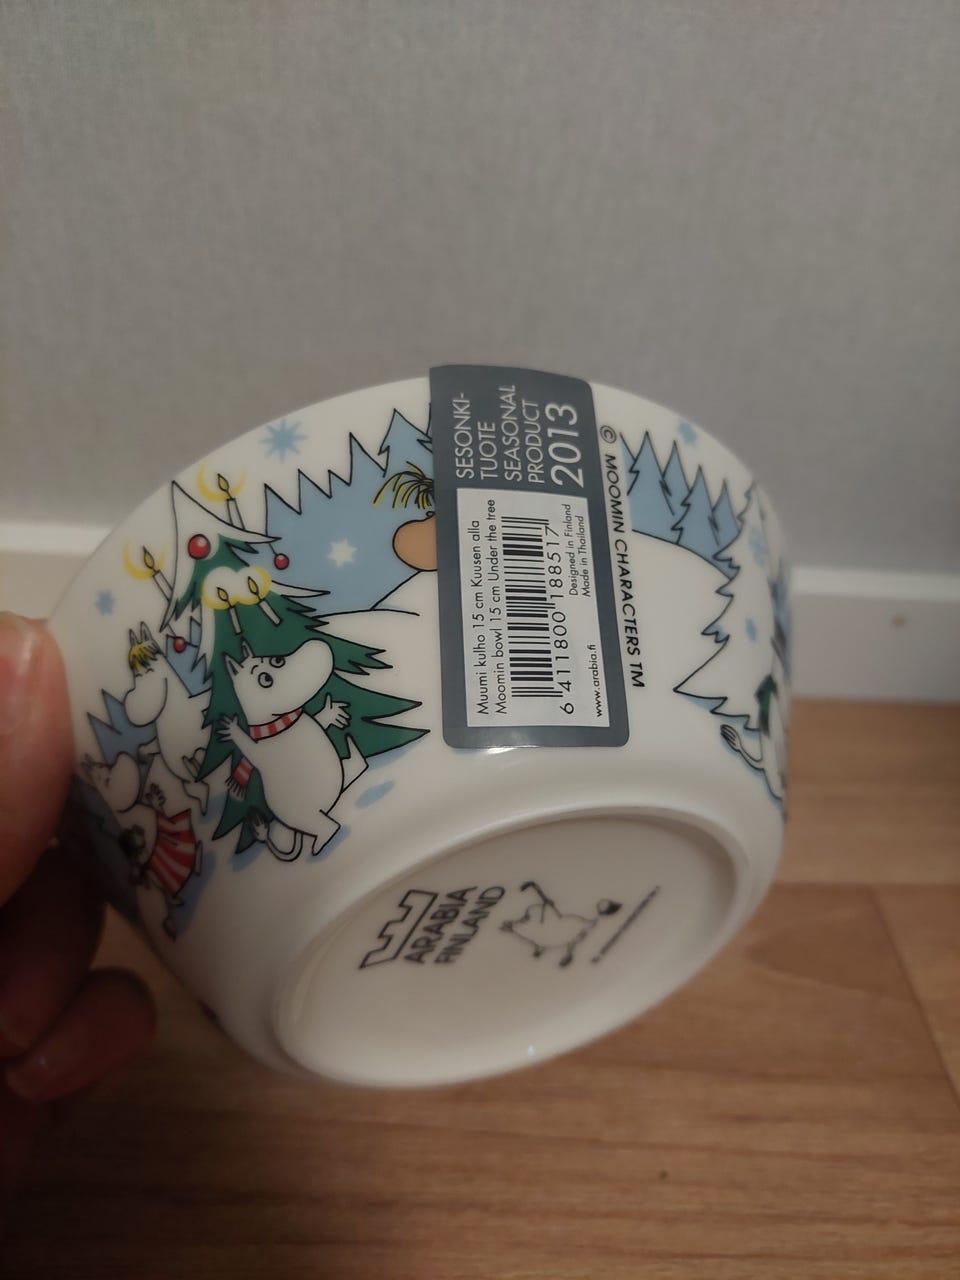 SESONKI-
TUOTE
SEASONAL
PRODUCT
2013
Muumi kulho 15 cm Kuusen alla
Moomin bowl 15 cm Under the tree
6 411800 188517
Designed in Finland
Made in Thailand
www.arabia.fi
© MOOMIN CHARACTERS TM
ARABIA
FINLAND